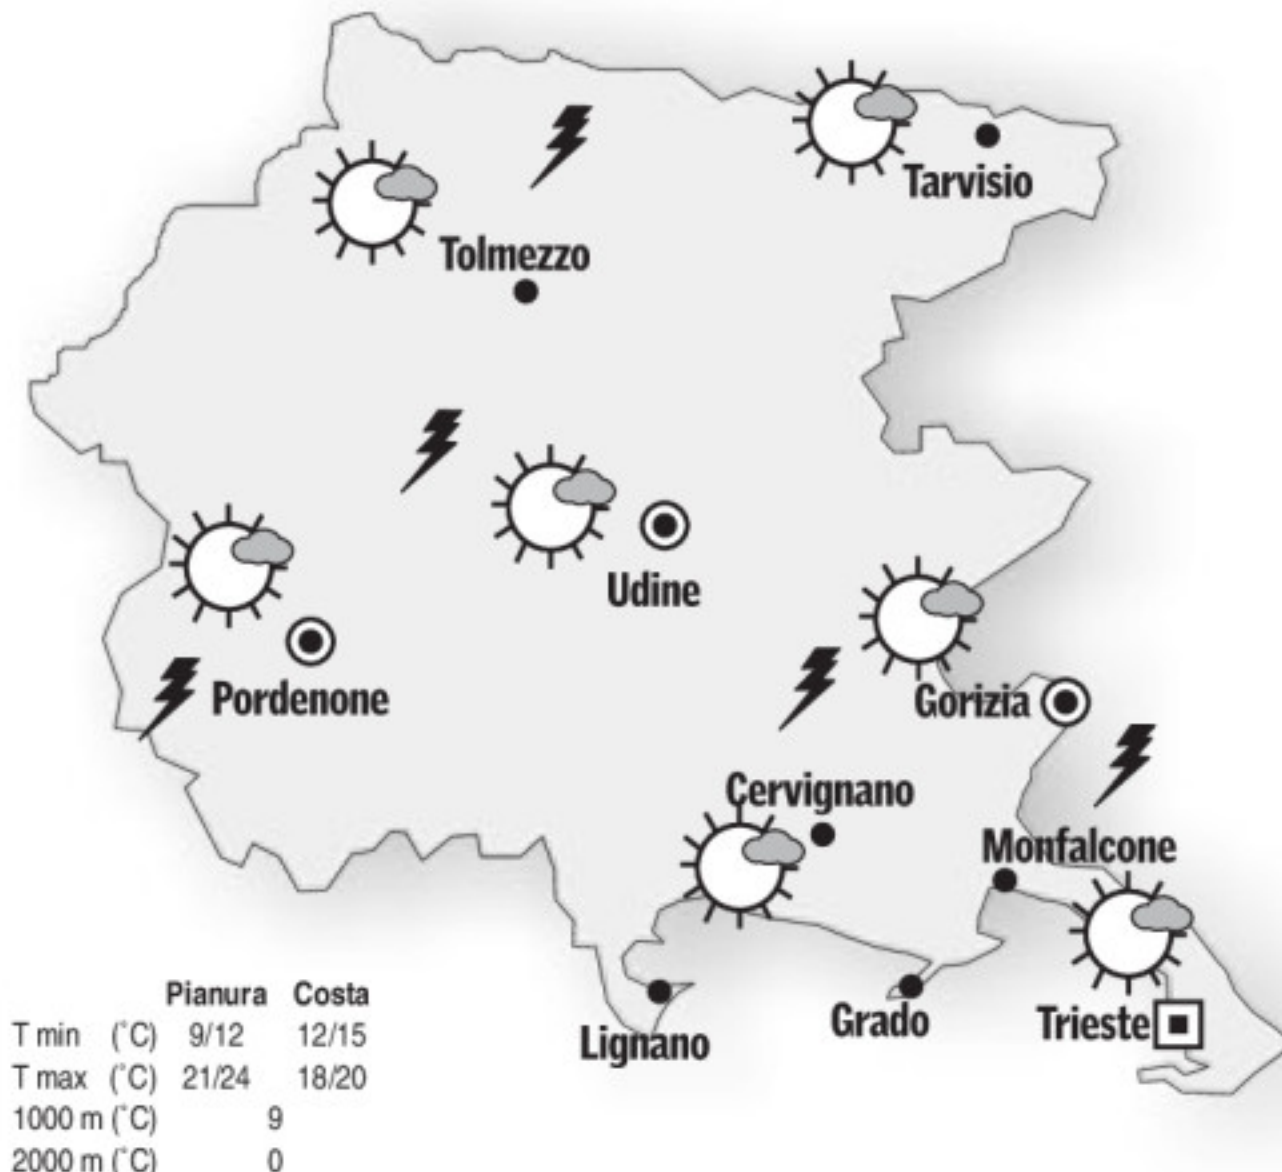 Tarvisio
Tolmezzo
Udine
Pordenone
Gorizia
Cervignano
Monfalcone
Lignano
Grado
Trieste
Pianura Costa
T min (°C) 9/12 12/15
T max (°C) 21/24 18/20
1000 m (°C) 9
2000 m (°C) 0